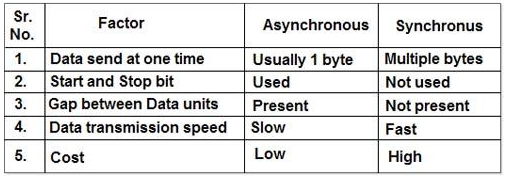 Sr. No. Factor Asynchronous Synchronus
1. Data send at one time Usually 1 byte Multiple bytes
2. Start and Stop bit Used Not used
3. Gap between Data units Present Not present
4. Data transmission speed Slow Fast
5. Cost Low High